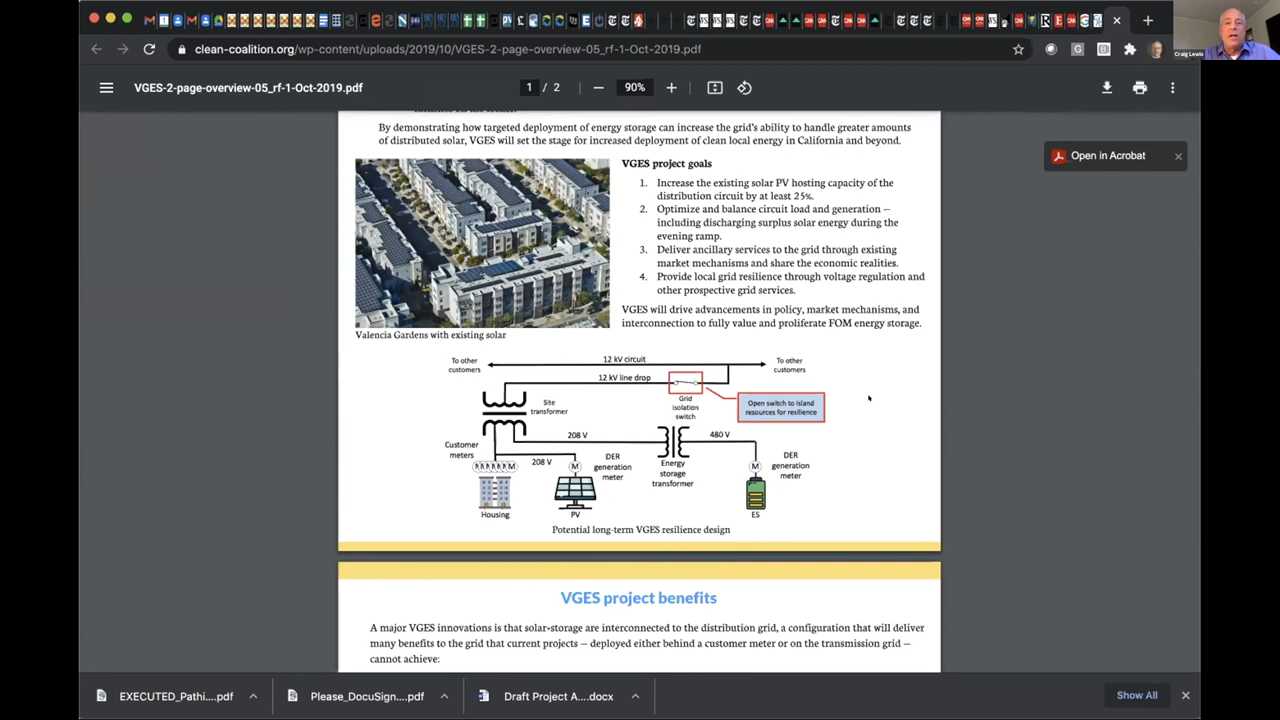 clean-coalition.org/wp-content/uploads/2019/10/VGES-2-page-overview-05_rf-1-Oct-2019.pdf
Craig Lewis
VGES-2-page-overview-05_rf-1-Oct-2019.pdf
1 / 2
90%
Open in Acrobat
By demonstrating how targeted deployment of energy storage can increase the grid's ability to handle greater amounts
of distributed solar, VGES will set the stage for increased deployment of clean local energy in California and beyond.
VGES project goals
1. Increase the existing solar PV hosting capacity of the
distribution circuit by at least 25%.
2. Optimize and balance circuit load and generation —
including discharging surplus solar energy during the
evening ramp.
3. Deliver ancillary services to the grid through existing
market mechanisms and share the economic realities.
4. Provide local grid resilience through voltage regulation and
other prospective grid services.
VGES will drive advancements in policy, market mechanisms, and
interconnection to fully value and proliferate FOM energy storage.
Valencia Gardens with existing solar
To other
customers
12 kV circuit
To other
customers
12 kV line drop
Site
transformer
Grid
isolation
switch
Open switch to island
resources for resilience
208 V
480 V
Customer
meters
208 V
DER
generation
meter
Energy
storage
transformer
DER
generation
meter
M
M
M
Housing
PV
ES
Potential long-term VGES resilience design
VGES project benefits
A major VGES innovations is that solar+storage are interconnected to the distribution grid, a configuration that will deliver
many benefits to the grid that current projects — deployed either behind a customer meter or on the transmission grid —
cannot achieve:
EXECUTED_Pathi....pdf
Please_DocuSign....pdf
Draft Project A....docx
Show All